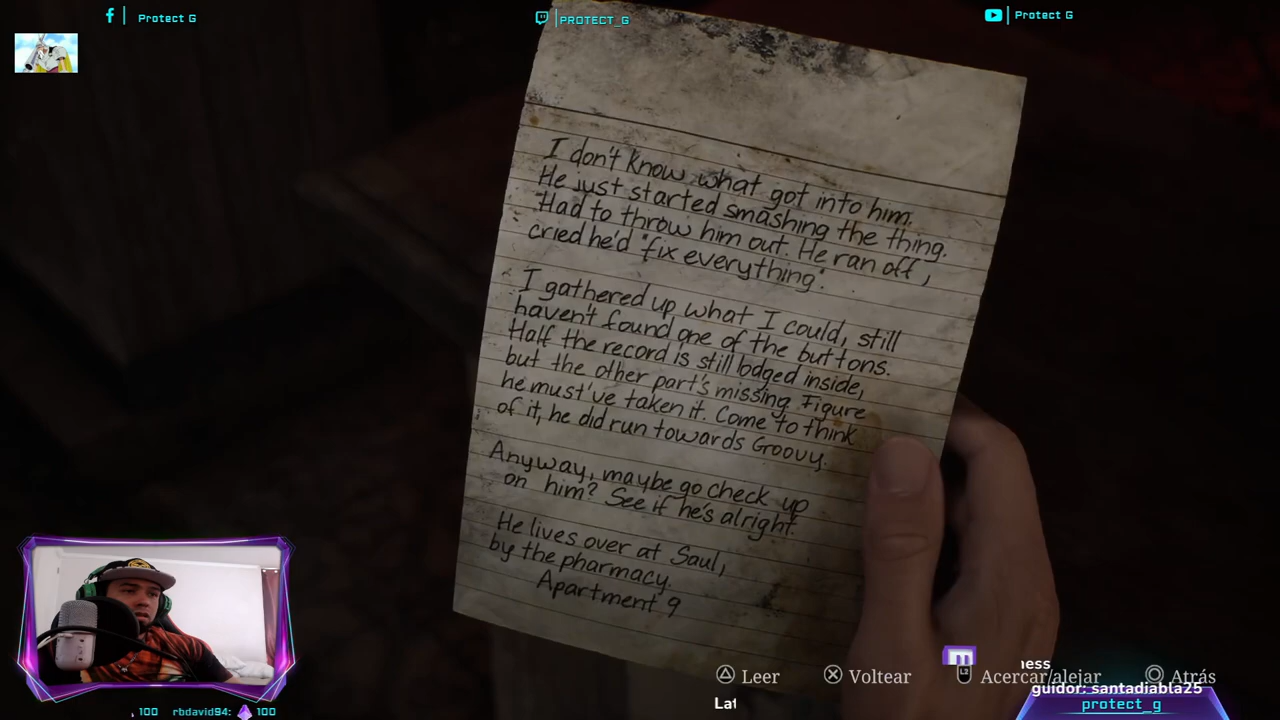 Protect G
PROTECT_G
Protect G
I don't know what got into him.
He just started smashing the thing.
Had to throw him out. He ran off,
cried he'd "fix everything".
I gathered up what I could, still
haven't found one of the buttons.
Half the record is still lodged inside,
but the other part's missing. Figure
he must've taken it. Come to think
of it, he did run towards Groovy.
Anyway, maybe go check up
on him? See if he's alright.
He lives over at Saul,
by the pharmacy.
Apartment 9
Leer
Voltear
L2
Acercar/alejar
Atrás
guidor: santadiabla25
protect_g
100 rbdavid94: 100